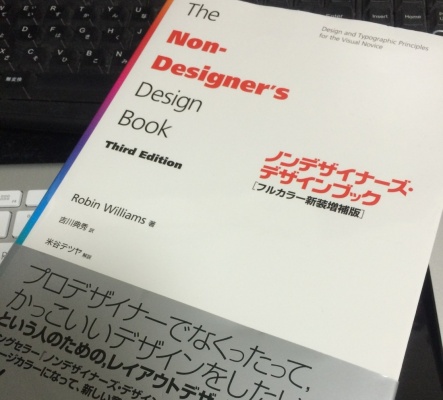 The
Non-
Designer's
Design
Book
Third Edition
Design and Typographic Principles
for the Visual Novice
ノンデザイナーズ・
デザインブック
[フルカラー新装増補版]
Robin Williams 著
吉川典秀 訳
米谷テツヤ 解説
プロデザイナーでなくったって、
かっこいいデザインをしたい
という人のための、レイアウトデザ
ングセラー『ノンデザイナーズ・デザイン
ージカラーになって、新しい